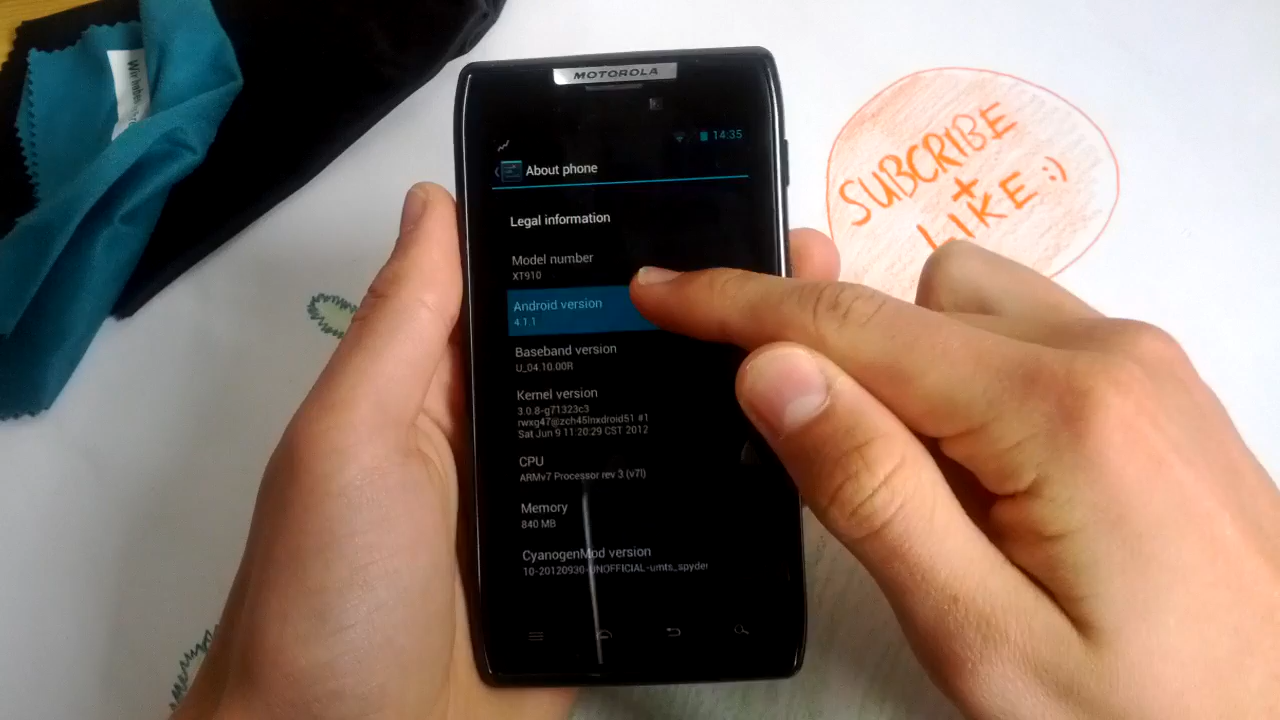 MOTOROLA
14:35
About phone
Legal information
Model number
XT910
Android version
4.1.1
Baseband version
U_04.10.00R
Kernel version
3.0.8-g71323c3
rwxg47@zch45lnxdroid51 #1
Sat Jun 9 11:20:29 CST 2012
CPU
ARMv7 Processor rev 3 (v7l)
Memory
840 MB
CyanogenMod version
10-20120930-UNOFFICIAL-umts_spyder
SUBCRIBE
+
LIKE :)